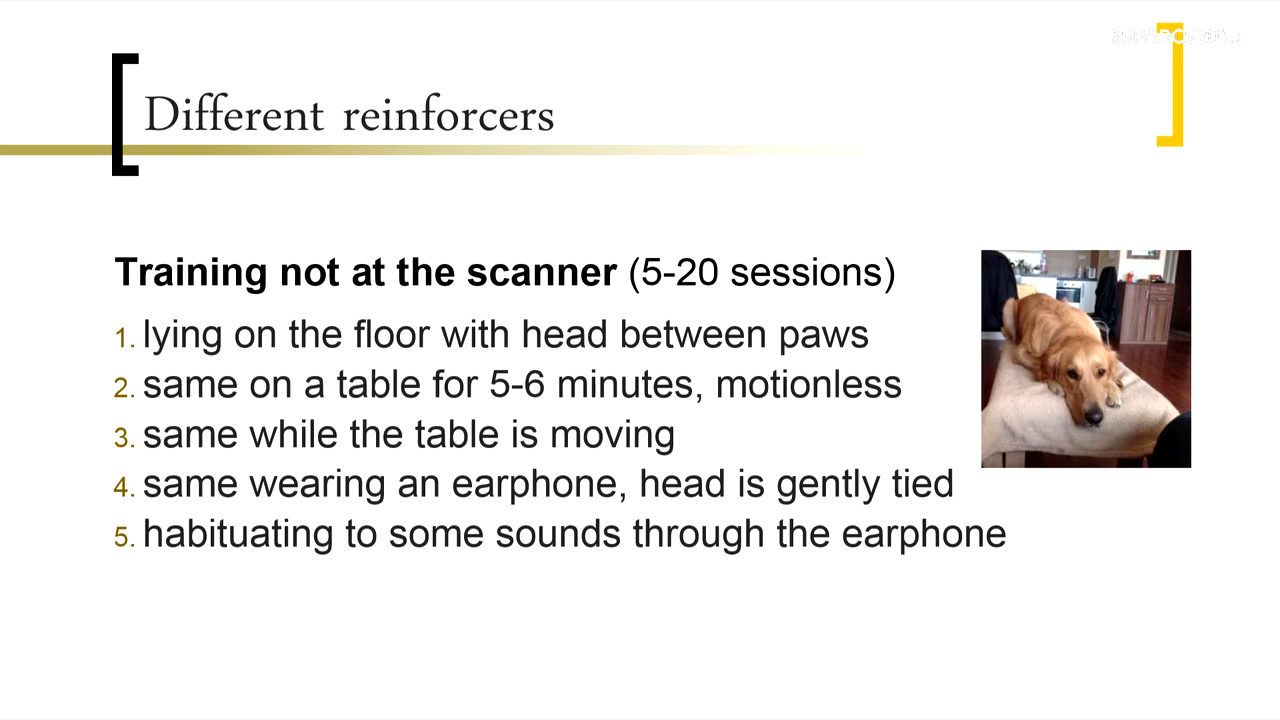 Different reinforcers
Training not at the scanner (5-20 sessions)
1. lying on the floor with head between paws
2. same on a table for 5-6 minutes, motionless
3. same while the table is moving
4. same wearing an earphone, head is gently tied
5. habituating to some sounds through the earphone